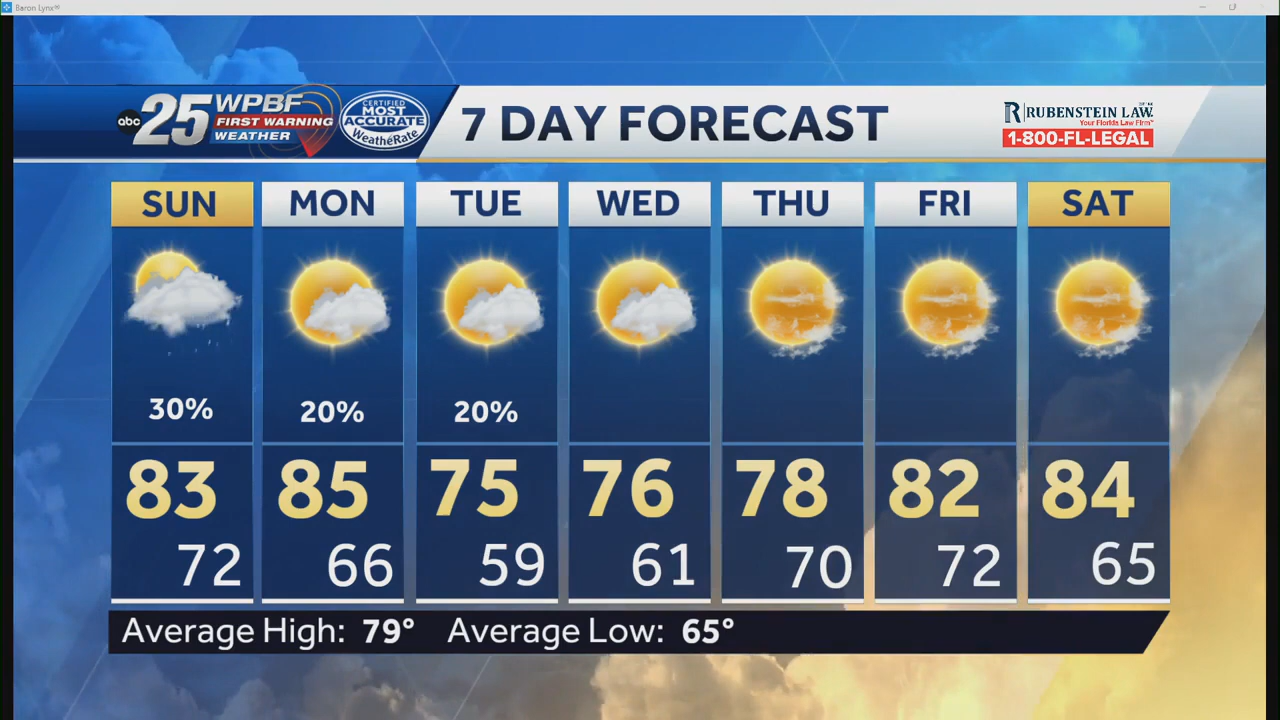 Baron Lynx™
abc 25 WPBF
FIRST WARNING
WEATHER
CERTIFIED
MOST
ACCURATE
WeatheRate
7 DAY FORECAST
RUBENSTEIN LAW
Your Florida Law Firm™
1-800-FL-LEGAL
SUN MON TUE WED THU FRI SAT
30% 20% 20%
83 85 75 76 78 82 84
72 66 59 61 70 72 65
Average High: 79° Average Low: 65°